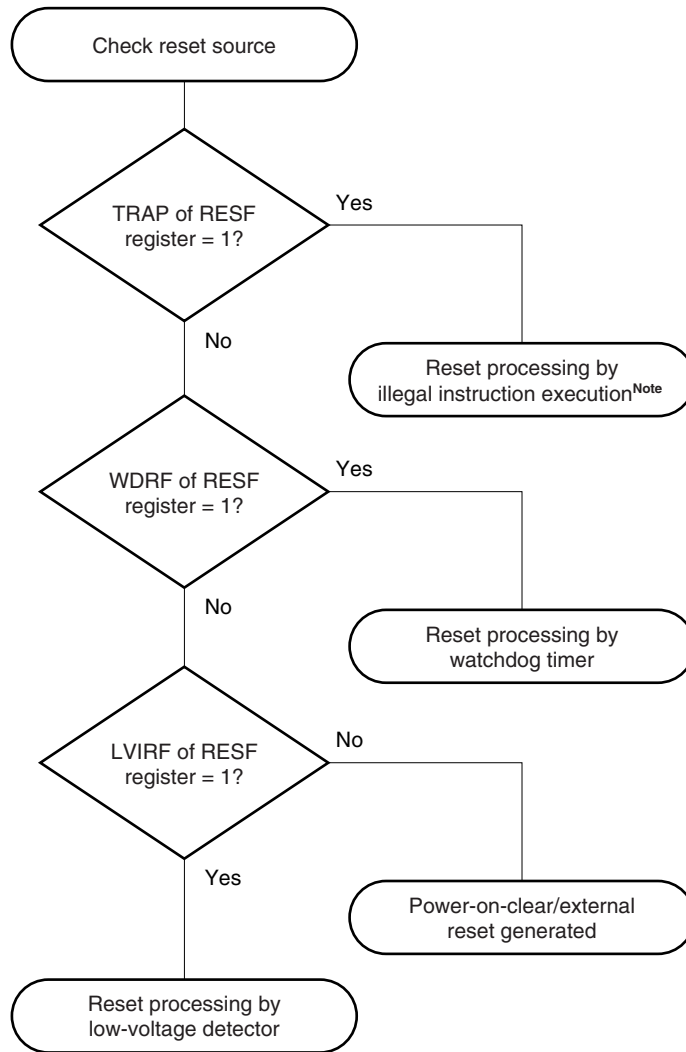 Check reset source
TRAP of RESF
register = 1?
Yes
No
Reset processing by
illegal instruction execution^Note
WDRF of RESF
register = 1?
Yes
No
Reset processing by
watchdog timer
LVIRF of RESF
register = 1?
No
Yes
Power-on-clear/external
reset generated
Reset processing by
low-voltage detector